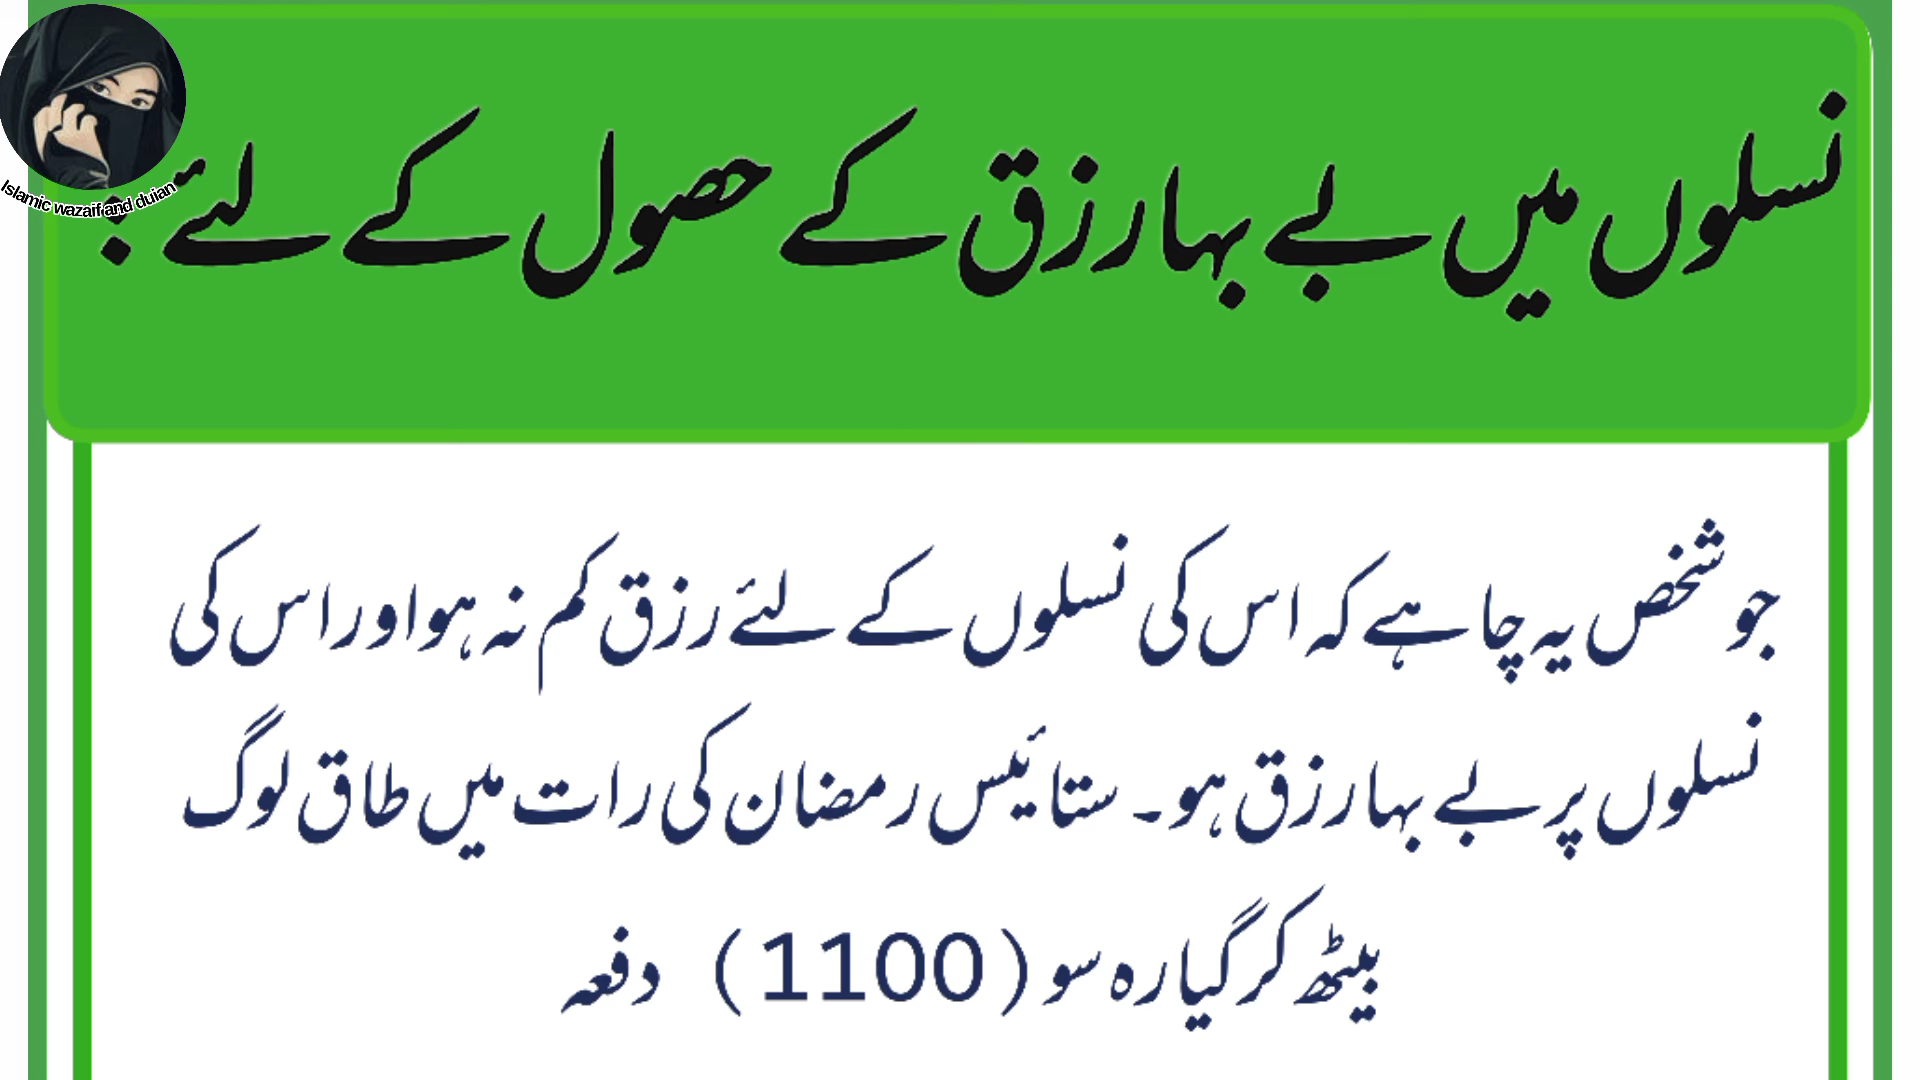 نسلوں میں بے بہا رزق کے حصول کے لئے
Islamic wazaif and duian
جو شخص یہ چاہے کہ اس کی نسلوں کے لئے رزق کم نہ ہو اور اس کی
نسلوں پر بے بہا رزق ہو۔ ستائیس رمضان کی رات میں طاق لوگ
بیٹھ کر گیارہ سو (1100) دفعہ